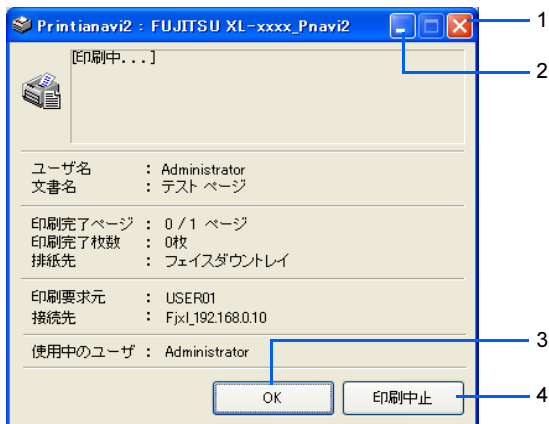 Printianavi2 : FUJITSU XL-xxxx_Pnavi2
1
2
[印刷中...]
ユーザ名 : Administrator
文書名 : テスト ページ
印刷完了ページ : 0 / 1 ページ
印刷完了枚数 : 0枚
排紙先 : フェイスダウントレイ
印刷要求元 : USER01
接続先 : Fjxl_192.168.0.10
使用中のユーザ : Administrator
3
OK
印刷中止
4